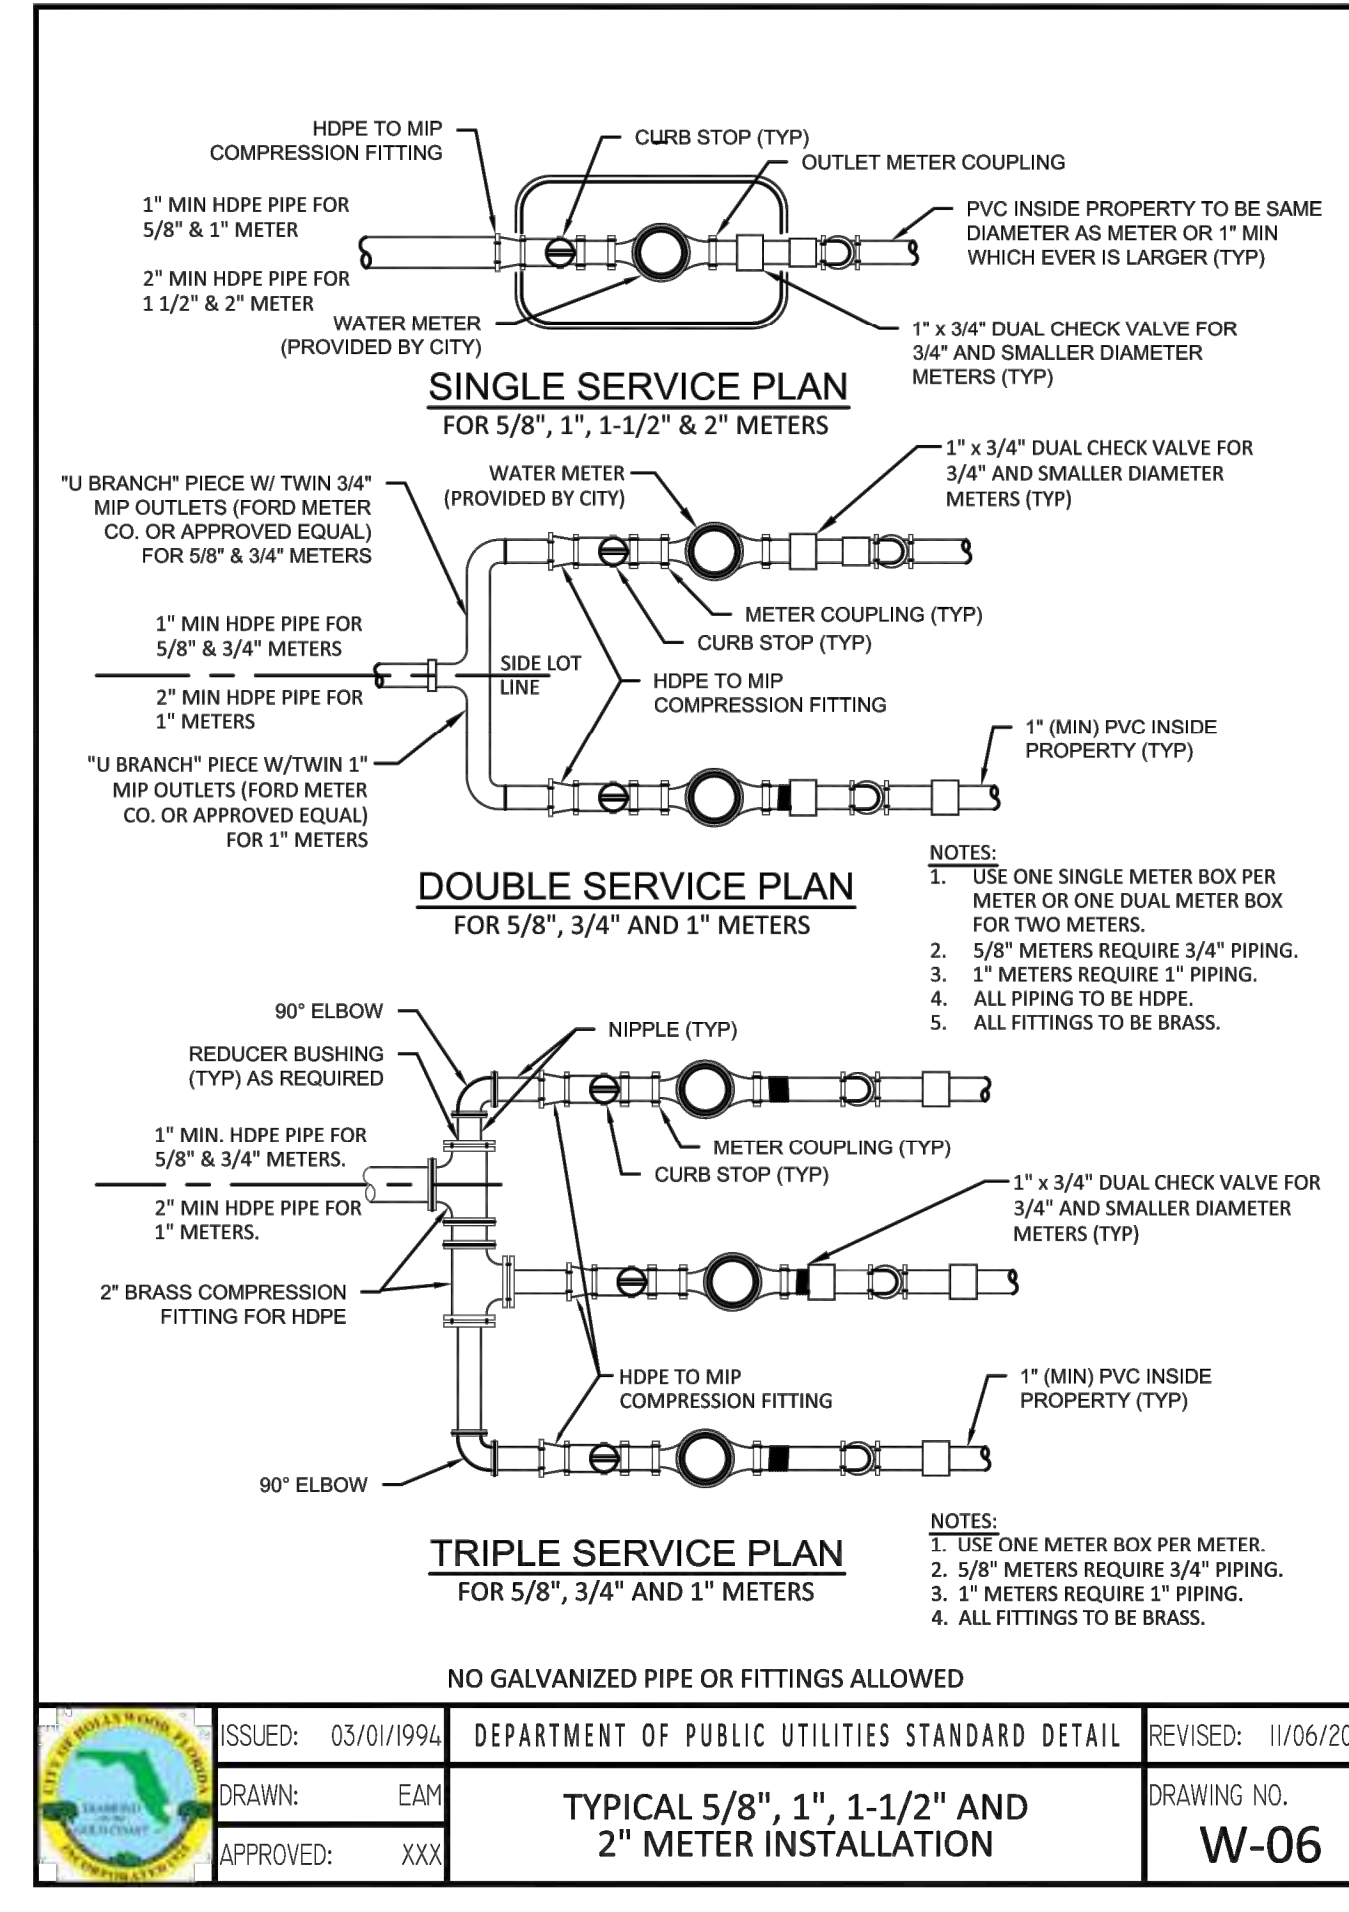 HDPE TO MIP
COMPRESSION FITTING
CURB STOP (TYP)
OUTLET METER COUPLING
1" MIN HDPE PIPE FOR
5/8" & 1" METER
PVC INSIDE PROPERTY TO BE SAME
DIAMETER AS METER OR 1" MIN
WHICH EVER IS LARGER (TYP)
2" MIN HDPE PIPE FOR
1 1/2" & 2" METER
WATER METER
(PROVIDED BY CITY)
1" x 3/4" DUAL CHECK VALVE FOR
3/4" AND SMALLER DIAMETER
METERS (TYP)
SINGLE SERVICE PLAN
FOR 5/8", 1", 1-1/2" & 2" METERS
"U BRANCH" PIECE W/ TWIN 3/4"
MIP OUTLETS (FORD METER
CO. OR APPROVED EQUAL)
FOR 5/8" & 3/4" METERS
WATER METER
(PROVIDED BY CITY)
1" x 3/4" DUAL CHECK VALVE FOR
3/4" AND SMALLER DIAMETER
METERS (TYP)
METER COUPLING (TYP)
CURB STOP (TYP)
1" MIN HDPE PIPE FOR
5/8" & 3/4" METERS
SIDE LOT
LINE
HDPE TO MIP
COMPRESSION FITTING
2" MIN HDPE PIPE FOR
1" METERS
1" (MIN) PVC INSIDE
PROPERTY (TYP)
"U BRANCH" PIECE W/TWIN 1"
MIP OUTLETS (FORD METER
CO. OR APPROVED EQUAL)
FOR 1" METERS
DOUBLE SERVICE PLAN
FOR 5/8", 3/4" AND 1" METERS
NOTES:
1. USE ONE SINGLE METER BOX PER
METER OR ONE DUAL METER BOX
FOR TWO METERS.
2. 5/8" METERS REQUIRE 3/4" PIPING.
3. 1" METERS REQUIRE 1" PIPING.
4. ALL PIPING TO BE HDPE.
5. ALL FITTINGS TO BE BRASS.
90° ELBOW
NIPPLE (TYP)
REDUCER BUSHING
(TYP) AS REQUIRED
1" MIN. HDPE PIPE FOR
5/8" & 3/4" METERS.
METER COUPLING (TYP)
CURB STOP (TYP)
2" MIN HDPE PIPE FOR
1" METERS.
1" x 3/4" DUAL CHECK VALVE FOR
3/4" AND SMALLER DIAMETER
METERS (TYP)
2" BRASS COMPRESSION
FITTING FOR HDPE
HDPE TO MIP
COMPRESSION FITTING
1" (MIN) PVC INSIDE
PROPERTY (TYP)
90° ELBOW
TRIPLE SERVICE PLAN
FOR 5/8", 3/4" AND 1" METERS
NOTES:
1. USE ONE METER BOX PER METER.
2. 5/8" METERS REQUIRE 3/4" PIPING.
3. 1" METERS REQUIRE 1" PIPING.
4. ALL FITTINGS TO BE BRASS.
NO GALVANIZED PIPE OR FITTINGS ALLOWED
CITY OF HOLLYWOOD, FLORIDA
DIAMOND
GOLD COAST
INCORPORATED
ISSUED: 03/01/1994
DRAWN: EAM
APPROVED: XXX
DEPARTMENT OF PUBLIC UTILITIES STANDARD DETAIL
TYPICAL 5/8", 1", 1-1/2" AND
2" METER INSTALLATION
REVISED: 11/06/20
DRAWING NO.
W-06